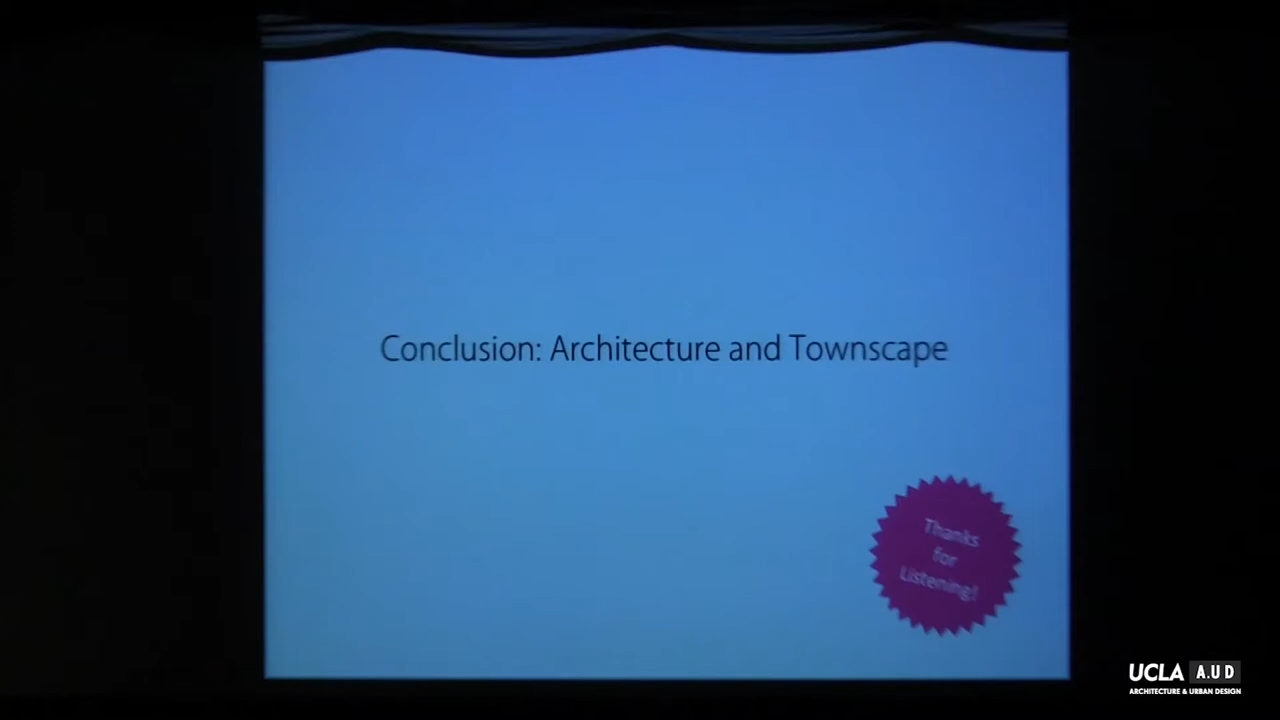 Conclusion: Architecture and Townscape
Thanks
for
Listening!
UCLA A.U D
ARCHITECTURE & URBAN DESIGN